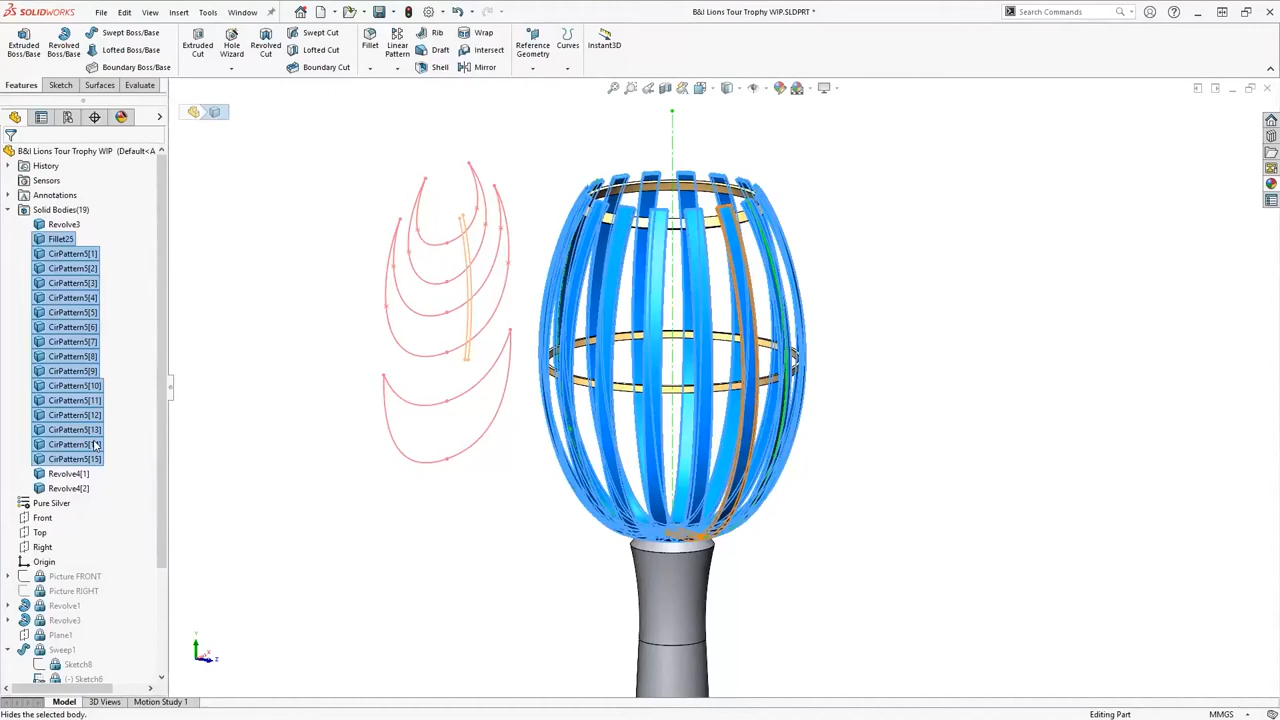 SOLIDWORKS File Edit View Insert Tools Window B&I Lions Tour Trophy WIP.SLDPRT * Search Commands
Extruded Boss/Base
Revolved Boss/Base
Swept Boss/Base
Lofted Boss/Base
Boundary Boss/Base
Extruded Cut
Hole Wizard
Revolved Cut
Swept Cut
Lofted Cut
Boundary Cut
Fillet
Linear Pattern
Rib
Draft
Shell
Wrap
Intersect
Mirror
Reference Geometry
Curves
Instant3D
Features Sketch Surfaces Evaluate
B&I Lions Tour Trophy WIP (Default<A
History
Sensors
Annotations
Solid Bodies(19)
Revolve3
Fillet25
CirPattern5[1]
CirPattern5[2]
CirPattern5[3]
CirPattern5[4]
CirPattern5[5]
CirPattern5[6]
CirPattern5[7]
CirPattern5[8]
CirPattern5[9]
CirPattern5[10]
CirPattern5[11]
CirPattern5[12]
CirPattern5[13]
CirPattern5[1
CirPattern5[15]
Revolve4[1]
Revolve4[2]
Pure Silver
Front
Top
Right
Origin
Picture FRONT
Picture RIGHT
Revolve1
Revolve3
Plane1
Sweep1
Sketch8
(-) Sketch6
Y
X
Z
Model 3D Views Motion Study 1
Hides the selected body. Editing Part MMGS